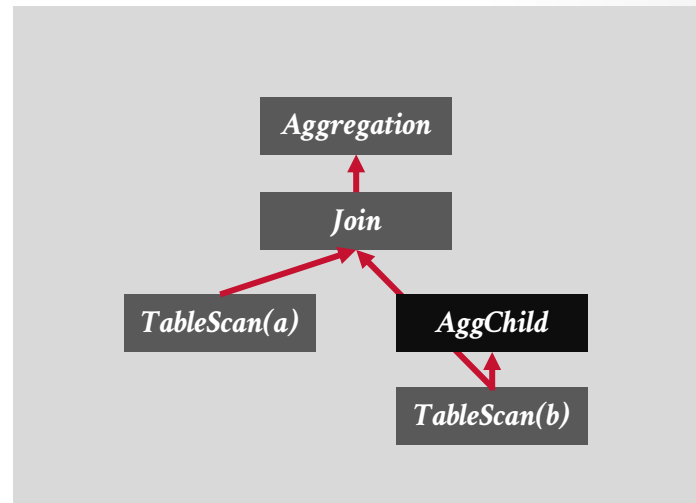 Aggregation
Join
TableScan(a)
AggChild
TableScan(b)